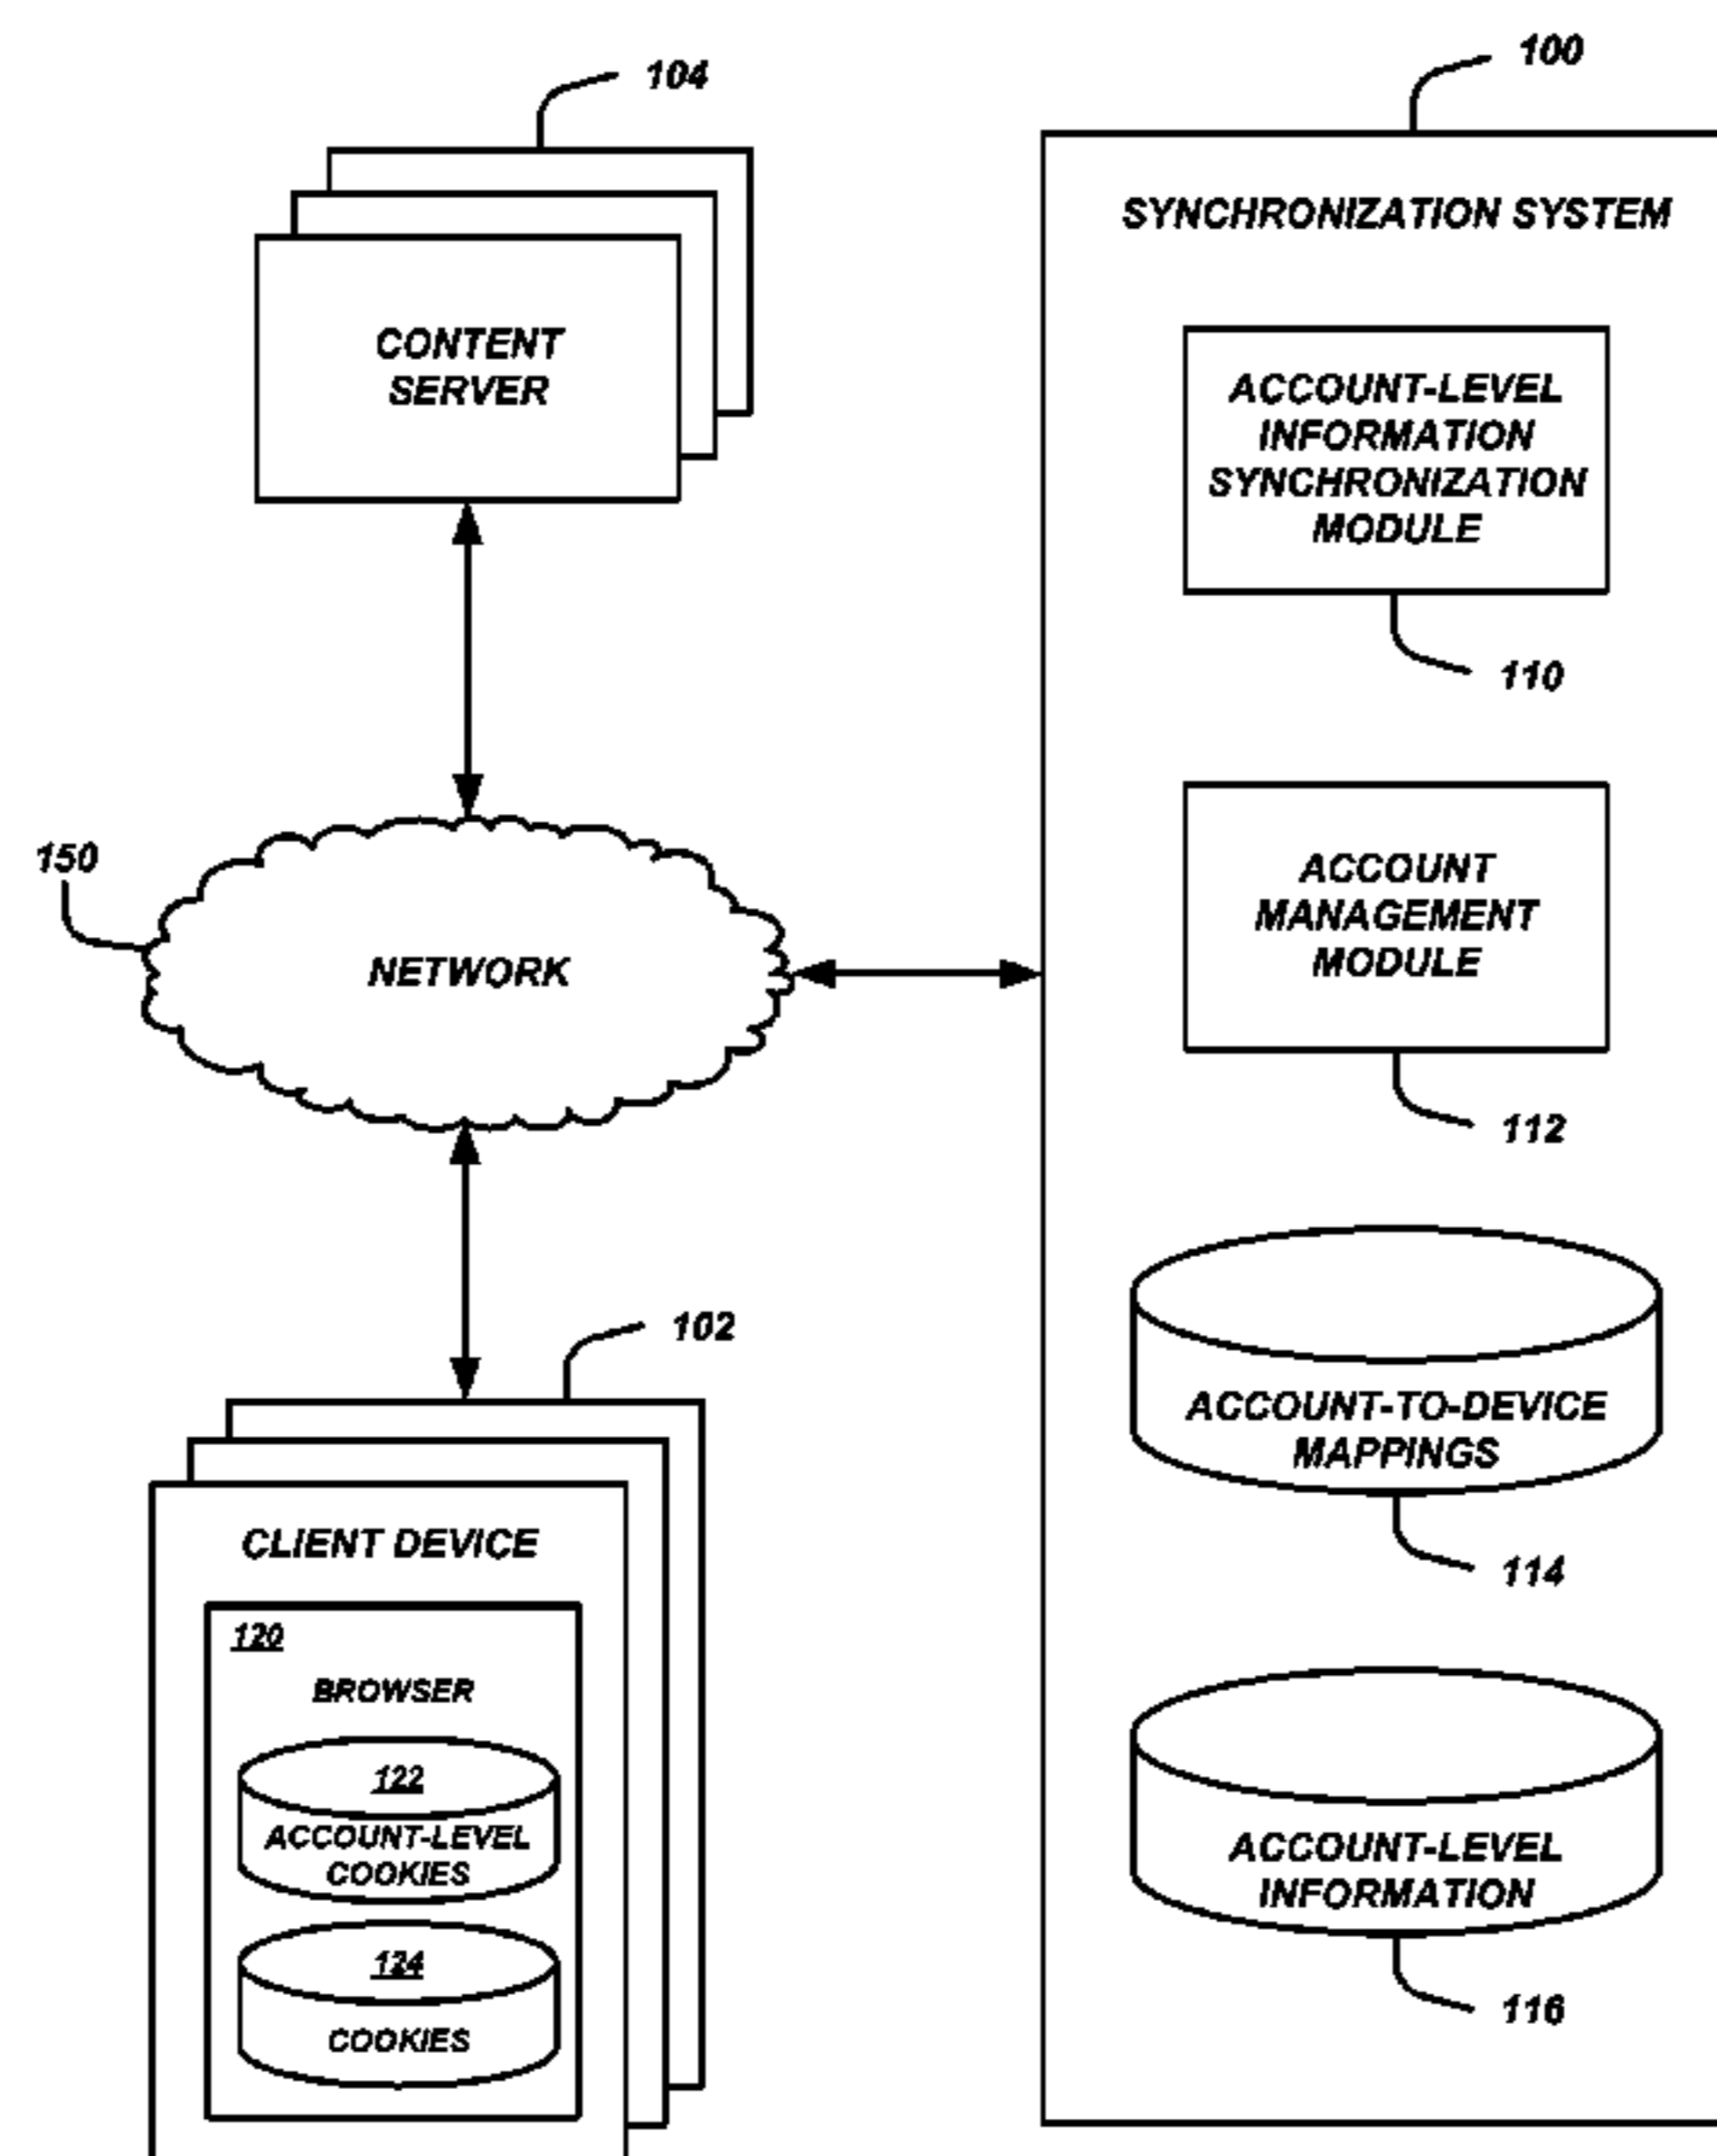 104
CONTENT
SERVER
150
NETWORK
102
CLIENT DEVICE
120
BROWSER
122
ACCOUNT-LEVEL
COOKIES
124
COOKIES
100
SYNCHRONIZATION SYSTEM
ACCOUNT-LEVEL
INFORMATION
SYNCHRONIZATION
MODULE
110
ACCOUNT
MANAGEMENT
MODULE
112
ACCOUNT-TO-DEVICE
MAPPINGS
114
ACCOUNT-LEVEL
INFORMATION
116